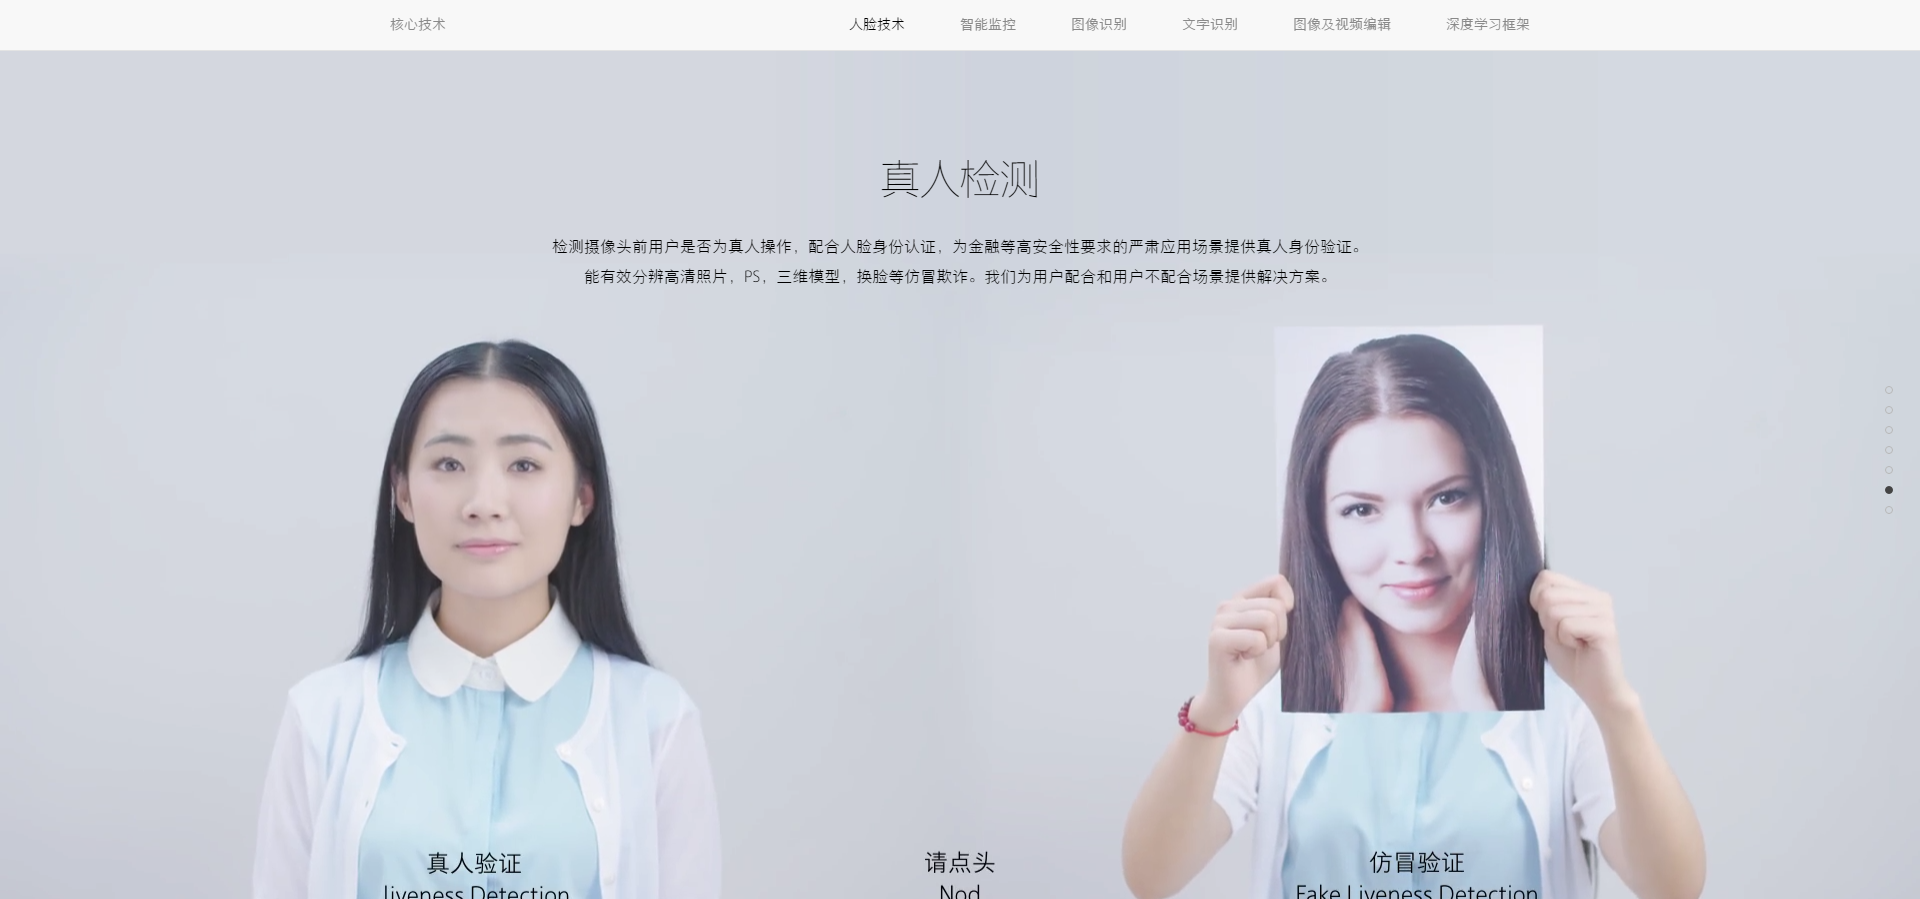 核心技术
人脸技术
智能监控
图像识别
文字识别
图像及视频编辑
深度学习框架
真人检测
检测摄像头前用户是否为真人操作，配合人脸身份认证，为金融等高安全性要求的严肃应用场景提供真人身份验证。
能有效分辨高清照片，PS，三维模型，换脸等仿冒欺诈。我们为用户配合和用户不配合场景提供解决方案。
真人验证
liveness Detection
请点头
Nod
仿冒验证
Fake Liveness Detection